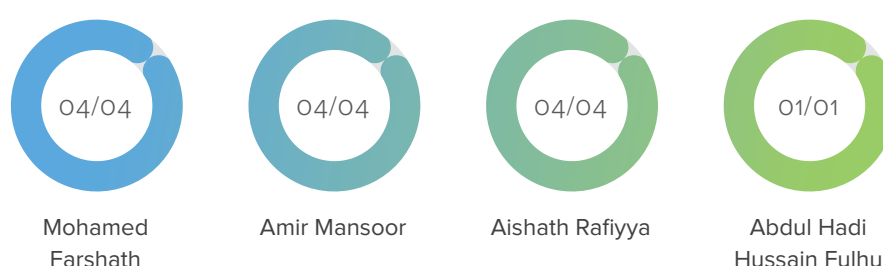 04/04
04/04
04/04
01/01
Mohamed
Farshath
Amir Mansoor
Aishath Rafiyya
Abdul Hadi
Hussain Fulhu